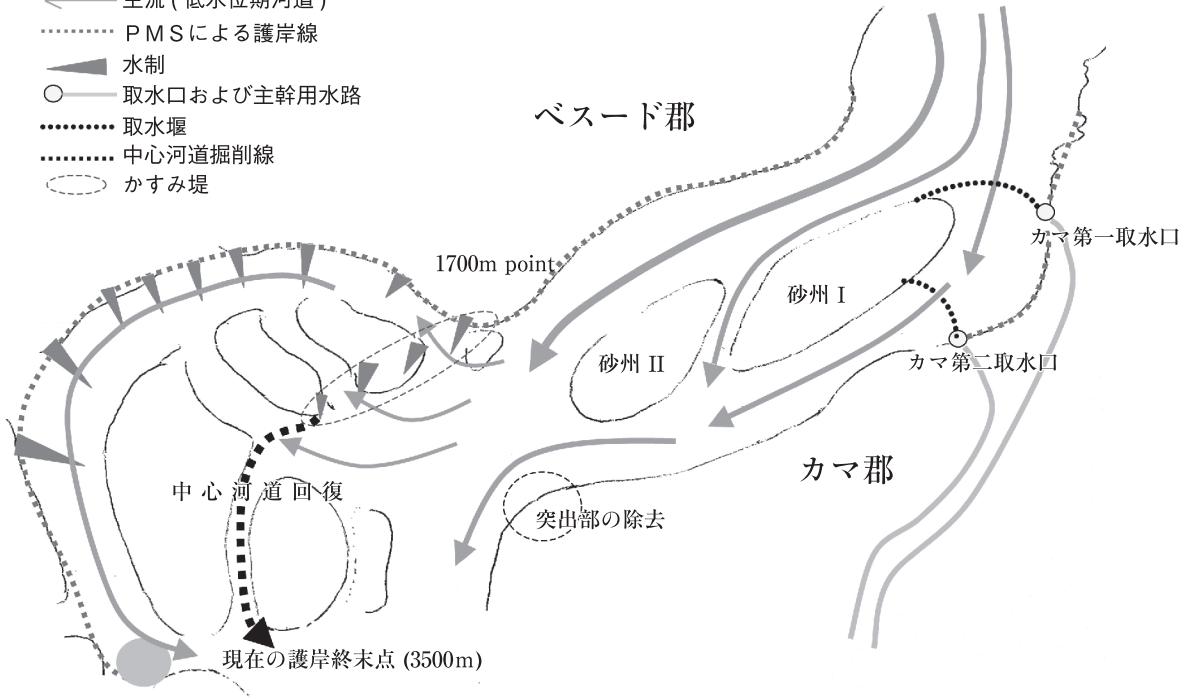 主流 ( 低水位期河道 )
ＰＭＳによる護岸線
水制
取水口および主幹用水路
取水堰
中心河道掘削線
かすみ堤
ベスード郡
カマ第一取水口
1700m point
砂州 I
砂州 II
カマ第二取水口
カマ郡
中心河道回復
突出部の除去
現在の護岸終末点 (3500m)